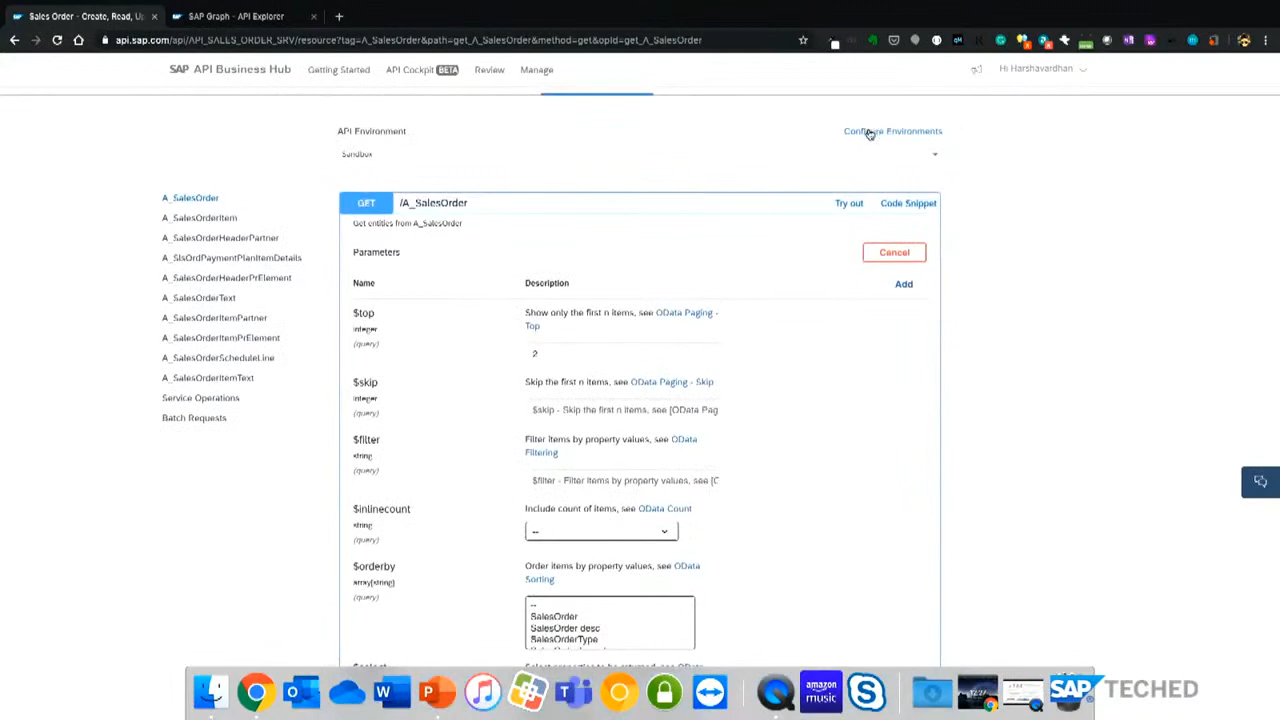 Sales Order - Create, Read, Up
SAP Graph - API Explorer
api.sap.com/api/API_SALES_ORDER_SRV/resource?tag=A_SalesOrder&path=get_A_SalesOrder&method=get&opId=get_A_SalesOrder
SAP API Business Hub
Getting Started
API Cockpit BETA
Review
Manage
Hi Harshavardhan
API Environment
Configure Environments
Sandbox
A_SalesOrder
A_SalesOrderItem
A_SalesOrderHeaderPartner
A_SlsOrdPaymentPlanItemDetails
A_SalesOrderHeaderPrElement
A_SalesOrderText
A_SalesOrderItemPartner
A_SalesOrderItemPrElement
A_SalesOrderScheduleLine
A_SalesOrderItemText
Service Operations
Batch Requests
GET /A_SalesOrder
Try out
Code Snippet
Get entities from A_SalesOrder
Parameters
Cancel
Name
Description
Add
$top
integer
(query)
Show only the first n items, see OData Paging -
Top
2
$skip
integer
(query)
Skip the first n items, see OData Paging - Skip
$skip - Skip the first n items, see [OData Pag
$filter
string
(query)
Filter items by property values, see OData
Filtering
$filter - Filter items by property values, see [O
$inlinecount
string
(query)
Include count of items, see OData Count
--
$orderby
array[string]
(query)
Order items by property values, see OData
Sorting
--
SalesOrder
SalesOrder desc
SalesOrderType
amazon
music
SAP TECHED